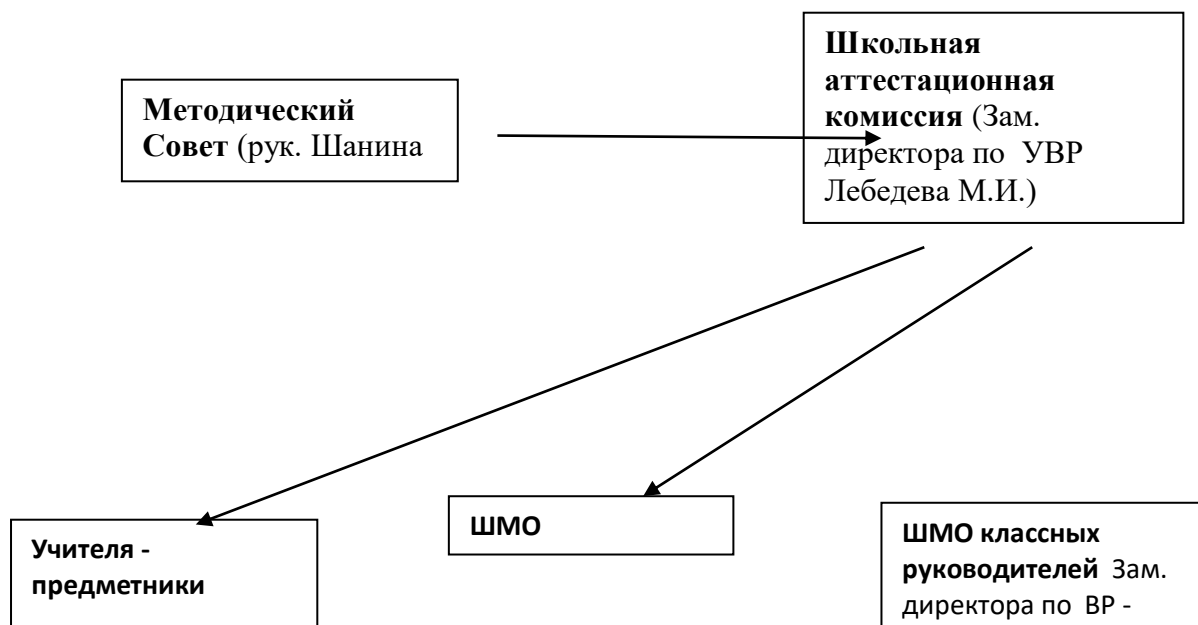 Методический
Совет (рук. Шанина
Школьная
аттестационная
комиссия (Зам.
директора по УВР
Лебедева М.И.)
Учителя -
предметники
ШМО
ШМО классных
руководителей Зам.
директора по ВР -